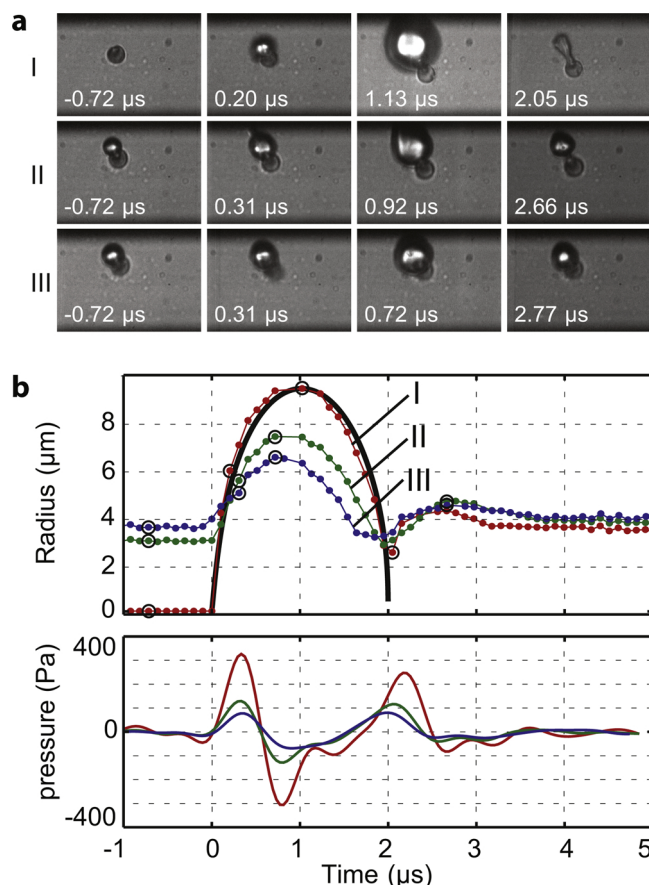 a
I
-0.72 µs 0.20 µs 1.13 µs 2.05 µs
II
-0.72 µs 0.31 µs 0.92 µs 2.66 µs
III
-0.72 µs 0.31 µs 0.72 µs 2.77 µs
b
8
6
4
2
0
Radius (µm)
I
II
III
400
0
-400
pressure (Pa)
-1 0 1 2 3 4 5
Time (µs)